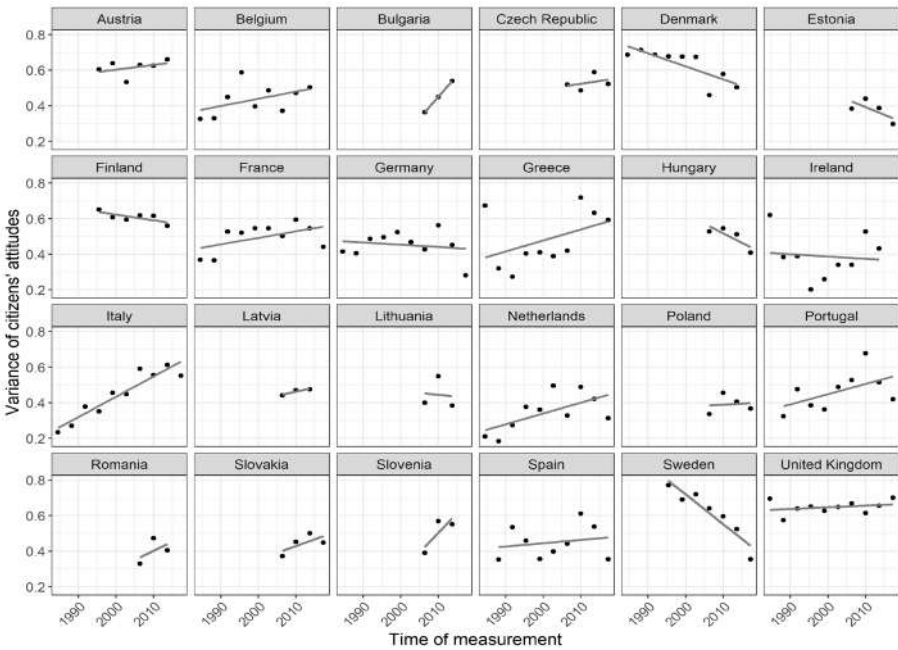 Austria Belgium Bulgaria Czech Republic Denmark Estonia
0.8
0.6
0.4
0.2
Finland France Germany Greece Hungary Ireland
0.8
0.6
0.4
0.2
Italy Latvia Lithuania Netherlands Poland Portugal
0.8
0.6
0.4
0.2
Romania Slovakia Slovenia Spain Sweden United Kingdom
0.8
0.6
0.4
0.2
Variance of citizens' attitudes
1990 2000 2010 1990 2000 2010 1990 2000 2010 1990 2000 2010 1990 2000 2010 1990 2000 2010
Time of measurement